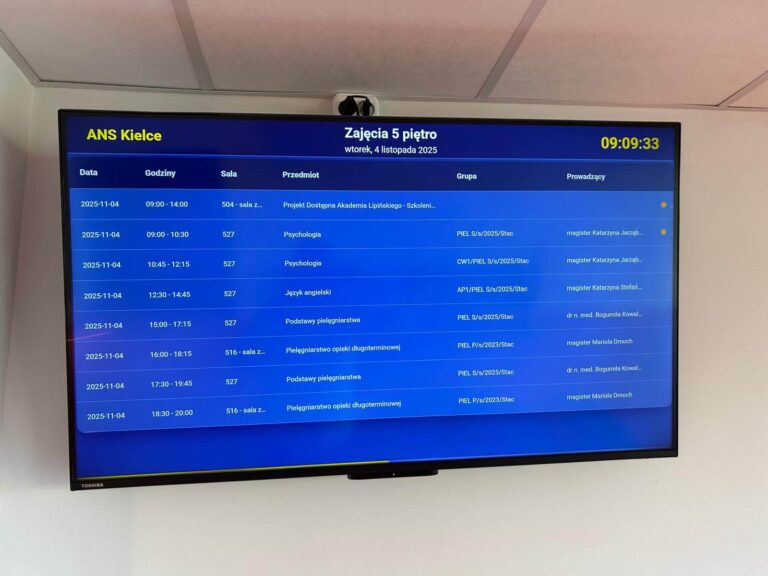 ANS Kielce
Zajęcia 5 piętro
wtorek, 4 listopada 2025
09:09:33
Data Godziny Sala Przedmiot Grupa Prowadzący
2025-11-04 09:00 - 14:00 504 - sala z... Projekt Dostępna Akademia Lipińskiego - Szkoleni...
2025-11-04 09:00 - 10:30 527 Psychologia PIEL S/s/2025/Stac magister Katarzyna Jarząb...
2025-11-04 10:45 - 12:15 527 Psychologia CW1/PIEL S/s/2025/Stac magister Katarzyna Jarząb...
2025-11-04 12:30 - 14:45 527 Język angielski AP1/PIEL S/s/2025/Stac magister Katarzyna Stefań...
2025-11-04 15:00 - 17:15 527 Podstawy pielęgniarstwa PIEL S/s/2025/Stac dr n. med. Bogumiła Kowal...
2025-11-04 16:00 - 18:15 516 - sala z... Pielęgniarstwo opieki długoterminowej PIEL P/s/2023/Stac magister Mariola Dmoch
2025-11-04 17:30 - 19:45 527 Podstawy pielęgniarstwa PIEL S/s/2025/Stac dr n. med. Bogumiła Kowal...
2025-11-04 18:30 - 20:00 516 - sala z... Pielęgniarstwo opieki długoterminowej PIEL P/s/2023/Stac magister Mariola Dmoch
TOSHIBA